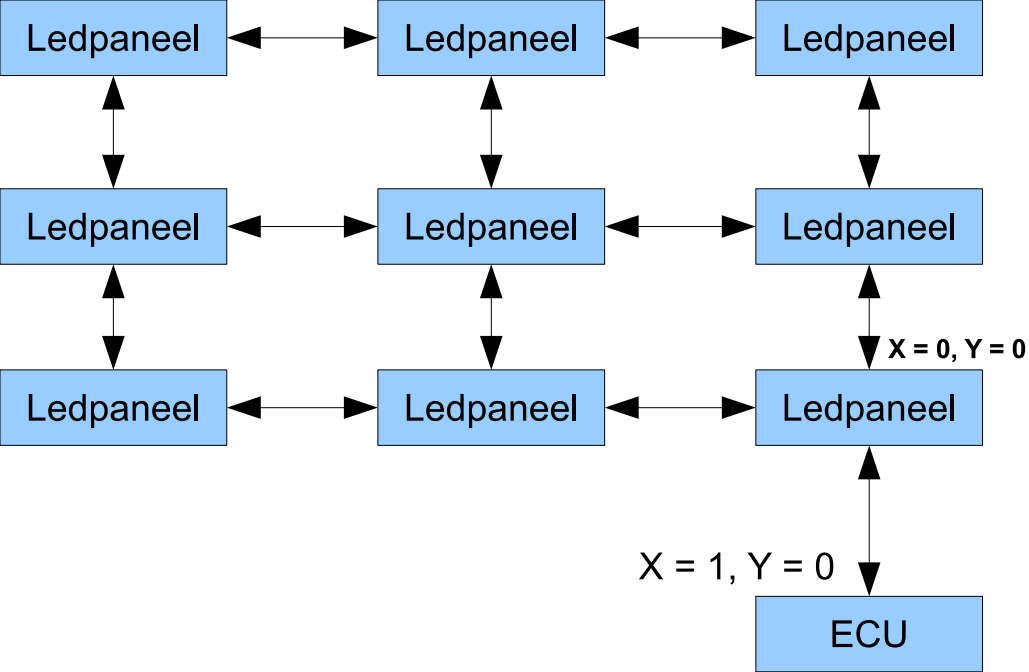 Ledpaneel Ledpaneel Ledpaneel
Ledpaneel Ledpaneel Ledpaneel
X = 0, Y = 0
Ledpaneel Ledpaneel Ledpaneel
X = 1, Y = 0
ECU